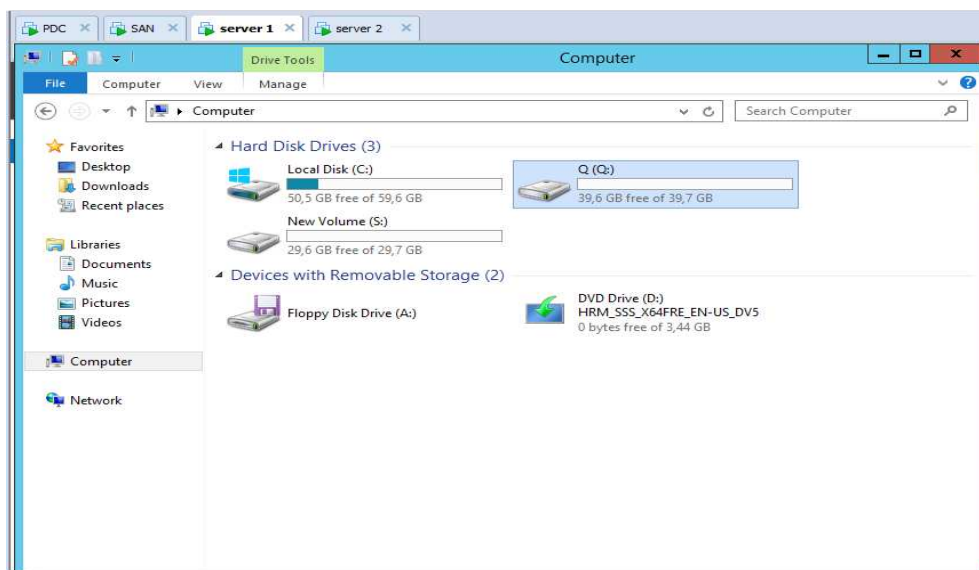 PDC
SAN
server 1
server 2
Drive Tools
Computer
File
Computer
View
Manage
Computer
Search Computer
Favorites
Desktop
Downloads
Recent places
Libraries
Documents
Music
Pictures
Videos
Computer
Network
Hard Disk Drives (3)
Local Disk (C:)
50,5 GB free of 59,6 GB
Q (Q:)
39,6 GB free of 39,7 GB
New Volume (S:)
29,6 GB free of 29,7 GB
Devices with Removable Storage (2)
Floppy Disk Drive (A:)
DVD Drive (D:)
HRM_SSS_X64FRE_EN-US_DV5
0 bytes free of 3,44 GB